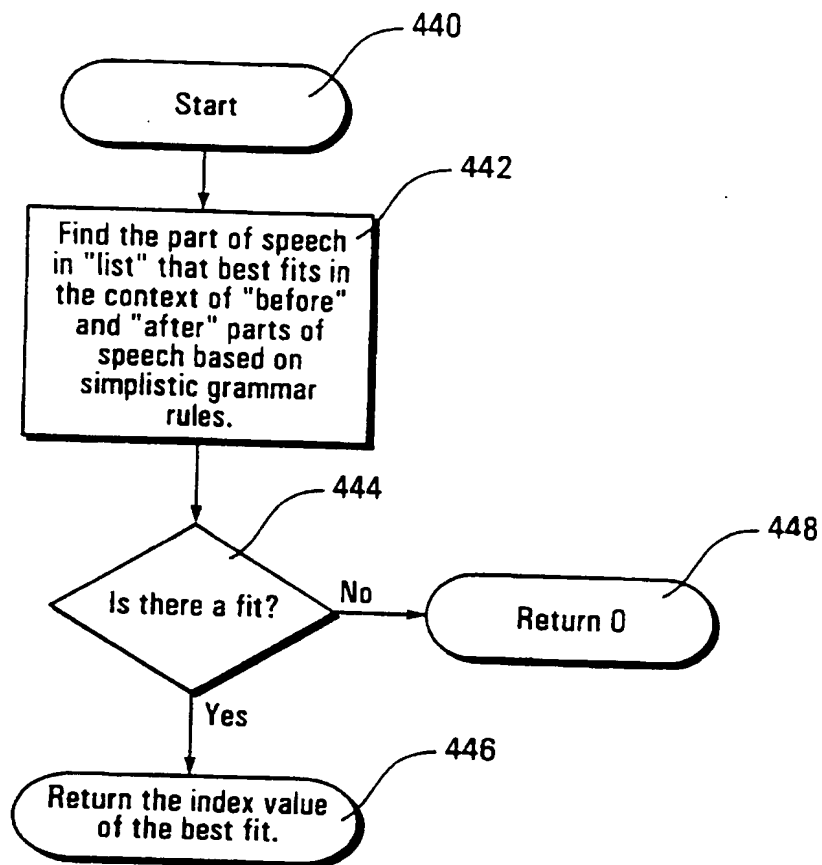 440
Start
442
Find the part of speech
in "list" that best fits in
the context of "before"
and "after" parts of
speech based on
simplistic grammar
rules.
444
448
Is there a fit?
No
Return 0
Yes
446
Return the index value
of the best fit.